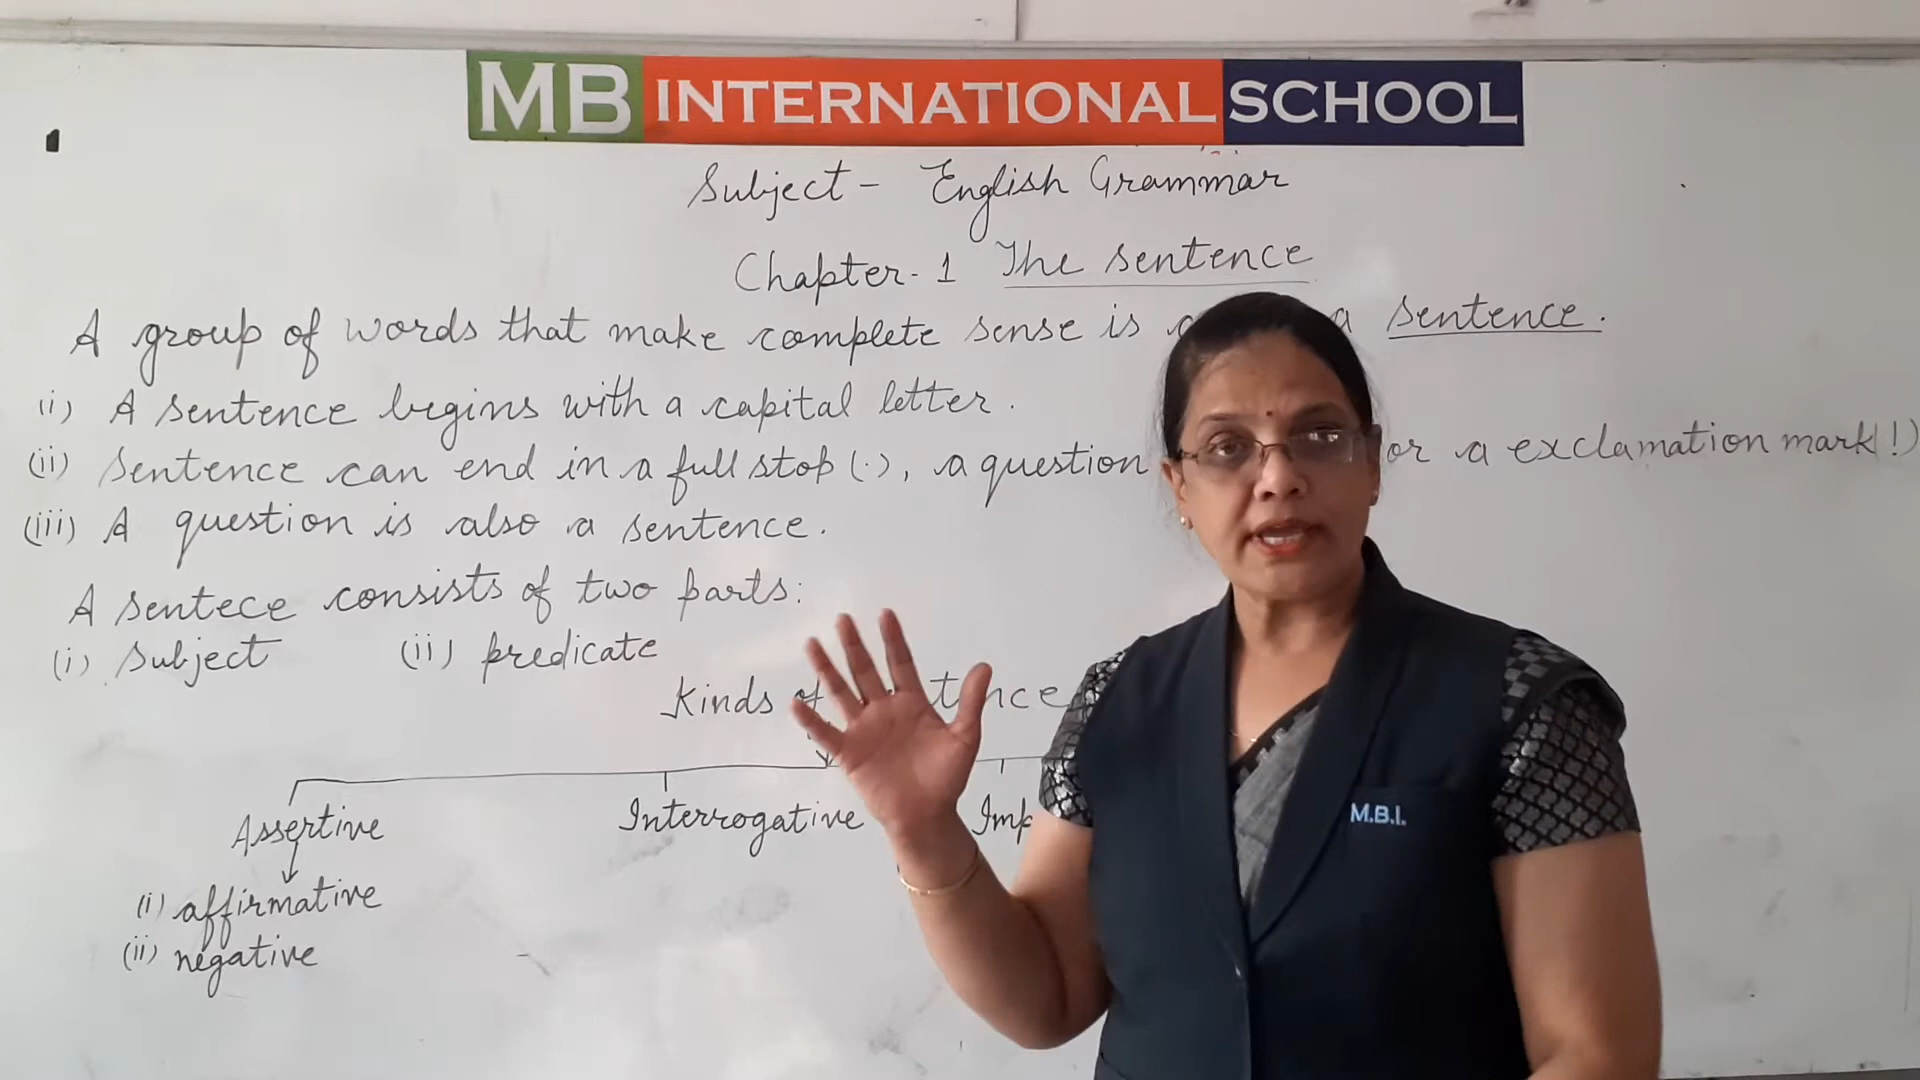 MB INTERNATIONAL SCHOOL
Subject - English Grammar
Chapter-1 The sentence
A group of words that make complete sense is a sentence.
(i) A sentence begins with a capital letter.
(ii) Sentence can end in a full stop (.), a question or a exclamation mark(!)
(iii) A question is also a sentence.
A sentece consists of two parts:
(i) Subject (ii) predicate
Kinds of
Assertive Interrogative
(i) affirmative
(ii) negative
M.B.I.